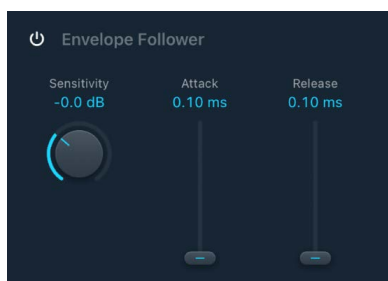 Envelope Follower
Sensitivity Attack Release
-0.0 dB 0.10 ms 0.10 ms